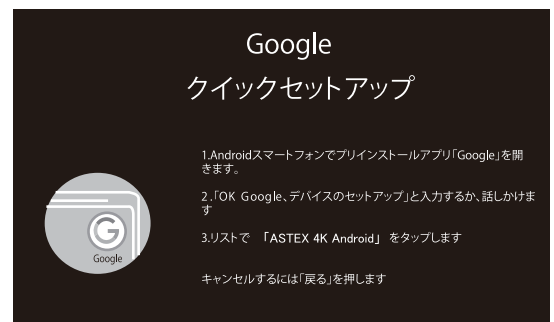 Google
クイックセットアップ
1.Androidスマートフォンでプリインストールアプリ「Google」を開
きます。
2.「OK Google、デバイスのセットアップ」と入力するか、話しかけま
す
3.リストで 「ASTEX 4K Android」 をタップします
G
Google
キャンセルするには「戻る」を押します